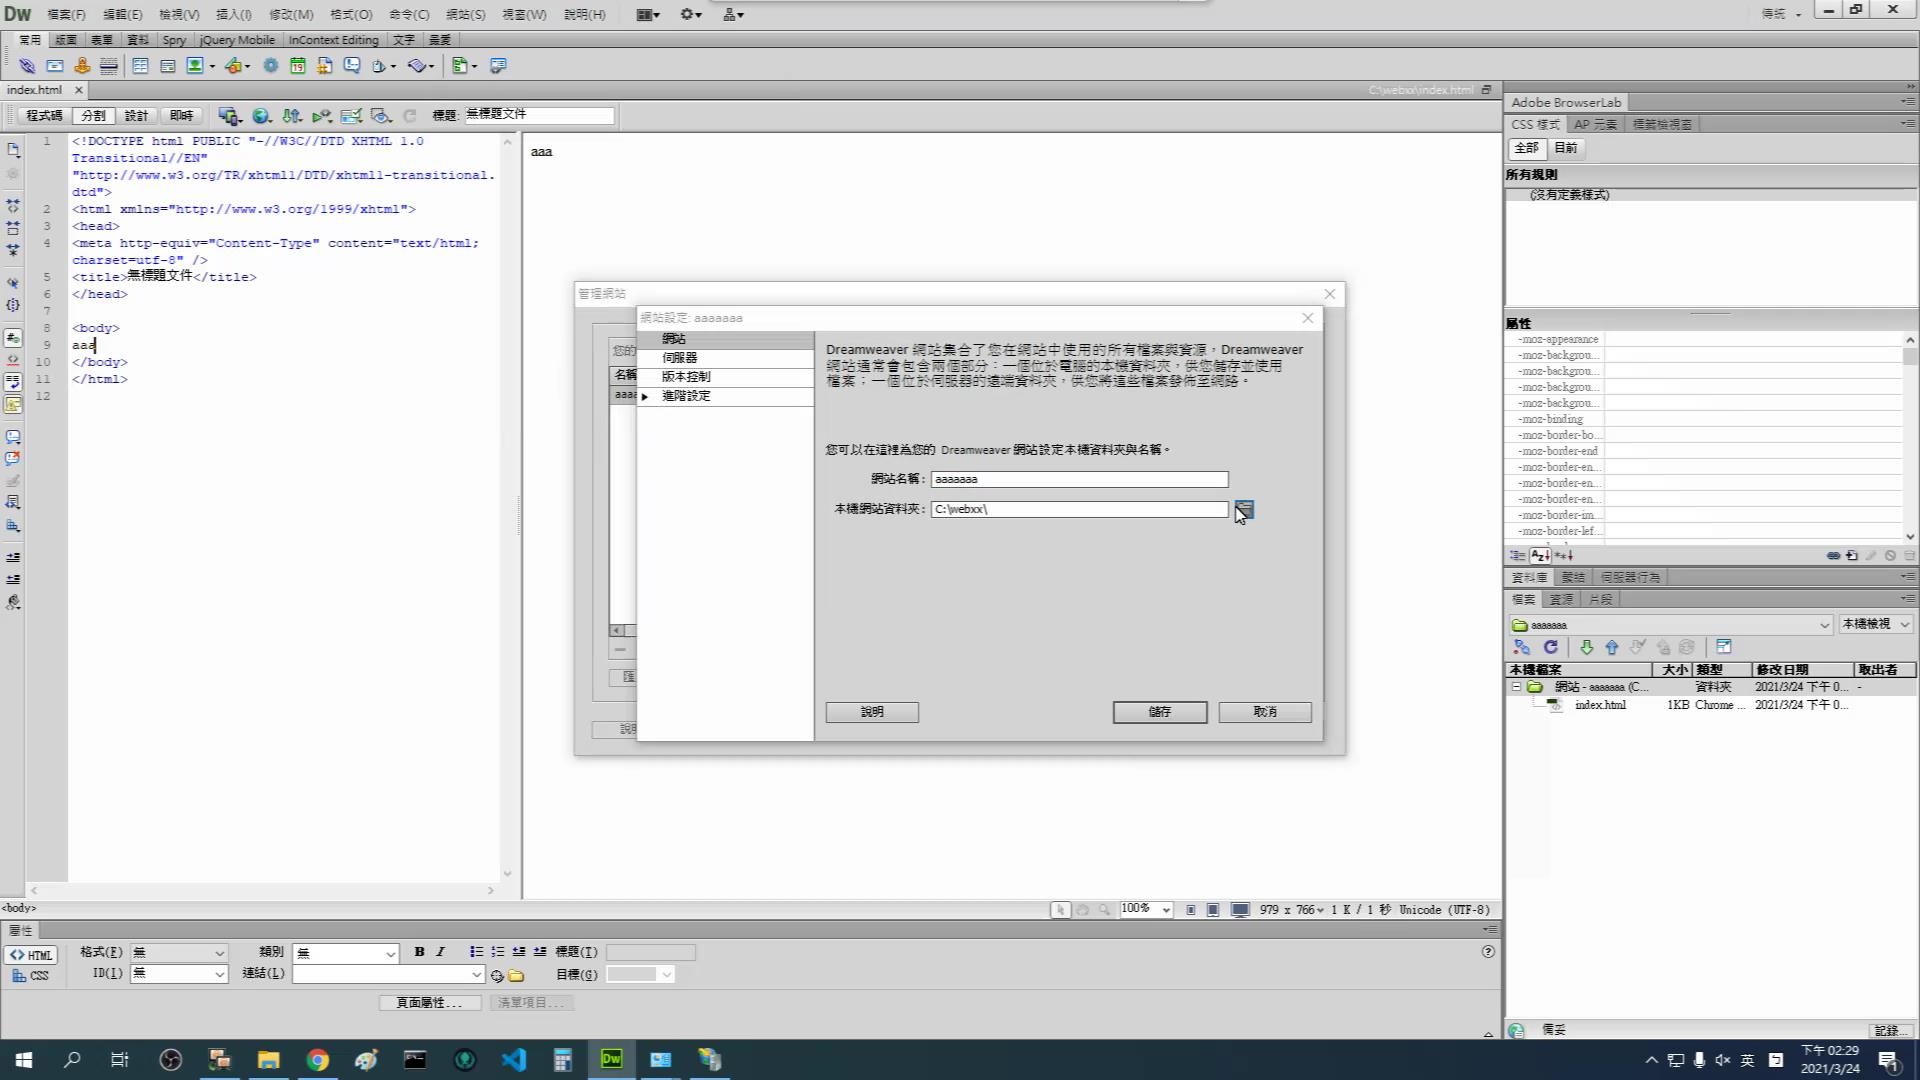 Dw 檔案(F) 編輯(E) 檢視(V) 插入(I) 修改(M) 格式(O) 命令(C) 網站(S) 視窗(W) 說明(H) 傳統
常用 版面 表單 資料 Spry jQuery Mobile InContext Editing 文字 最愛
index.html C:\webxx\index.html
程式碼 分割 設計 即時 標題: 無標題文件
1 <!DOCTYPE html PUBLIC "-//W3C//DTD XHTML 1.0
Transitional//EN"
"http://www.w3.org/TR/xhtml1/DTD/xhtml1-transitional.
dtd">
2 <html xmlns="http://www.w3.org/1999/xhtml">
3 <head>
4 <meta http-equiv="Content-Type" content="text/html;
charset=utf-8" />
5 <title>無標題文件</title>
6 </head>
7
8 <body>
9 aaa
10 </body>
11 </html>
12
aaa
管理網站
您的
名稱
aaaa
網站設定: aaaaaaa
網站
伺服器
版本控制
進階設定
Dreamweaver 網站集合了您在網站中使用的所有檔案與資源，Dreamweaver
網站通常會包含兩個部分：一個位於電腦的本機資料夾，供您儲存並使用
檔案；一個位於伺服器的遠端資料夾，供您將這些檔案發佈至網路。
您可以在這裡為您的 Dreamweaver 網站設定本機資料夾與名稱。
網站名稱: aaaaaaa
本機網站資料夾: C:\webxx\
說明 儲存 取消
匯
說明
Adobe BrowserLab
CSS 樣式 AP 元素 標籤檢視窗
全部 目前
所有規則
(沒有定義樣式)
屬性
-moz-appearance
-moz-backgrou...
-moz-backgrou...
-moz-backgrou...
-moz-backgrou...
-moz-binding
-moz-border-bo...
-moz-border-end
-moz-border-en...
-moz-border-en...
-moz-border-en...
-moz-border-im...
-moz-border-lef...
資料庫 繫結 伺服器行為
檔案 資源 片段
aaaaaaa 本機檢視
本機檔案 大小 類型 修改日期 取出者
網站 - aaaaaaa (C... 資料夾 2021/3/24 下午 0... -
index.html 1KB Chrome ... 2021/3/24 下午 0...
<body> 100% 979 x 766 1 K / 1 秒 Unicode (UTF-8)
屬性
HTML 格式(F) 無 類別 無 B I 標題(T)
CSS ID(I) 無 連結(L) 目標(G)
頁面屬性... 清單項目...
備妥 記錄...
Dw 英 下午 02:29
2021/3/24
1